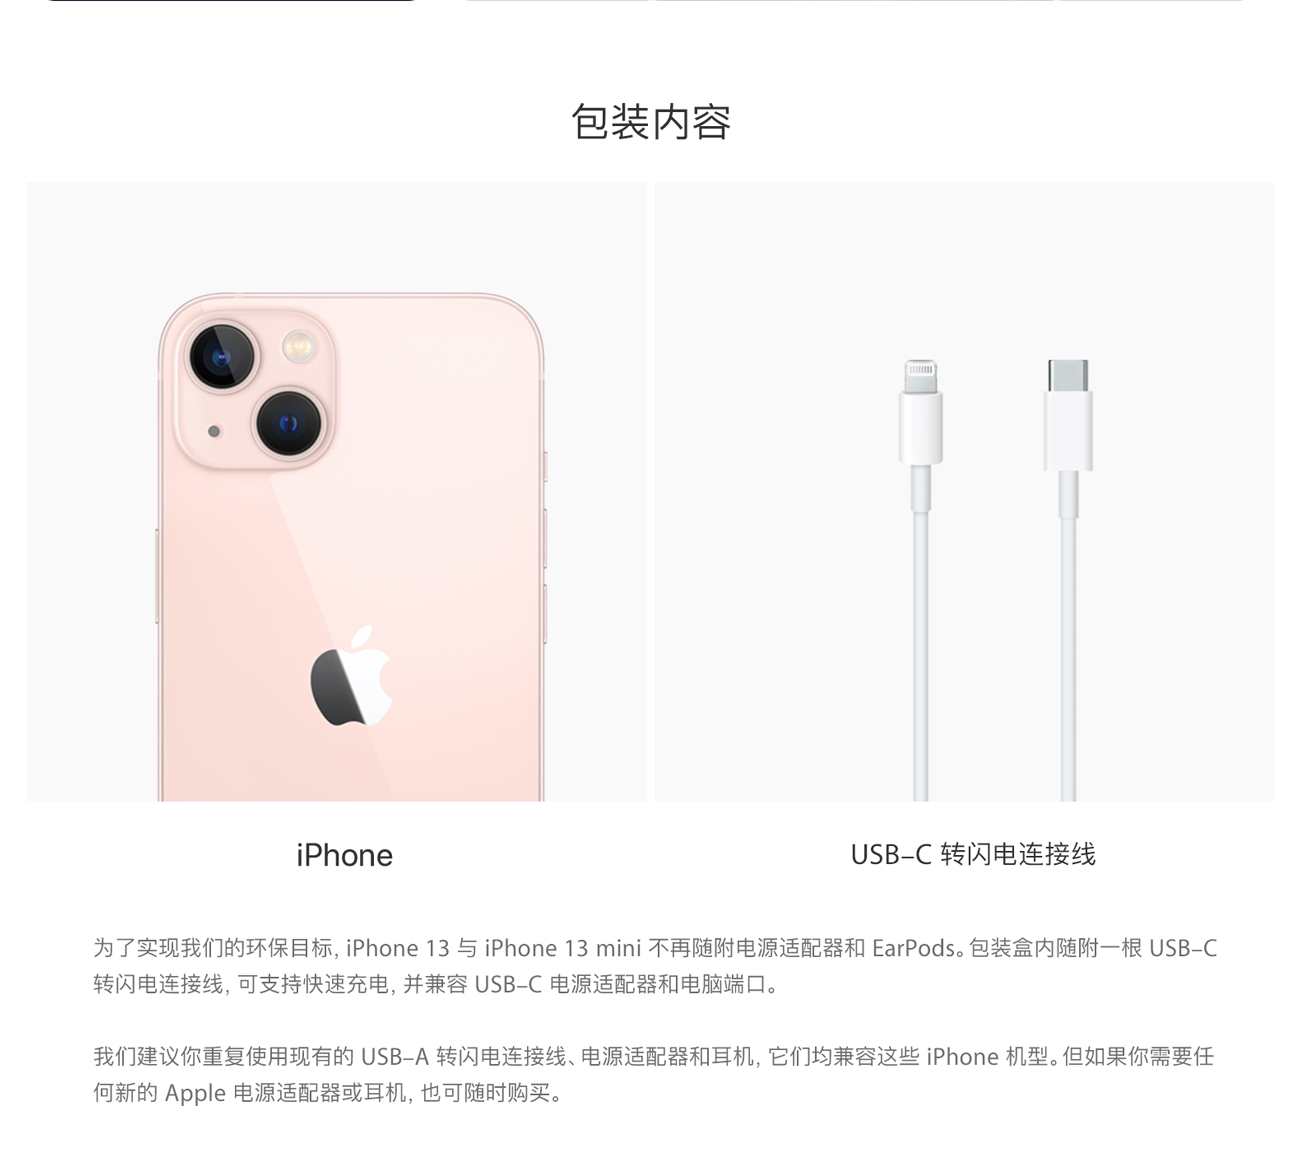 包装内容
iPhone
USB-C 转闪电连接线
为了实现我们的环保目标, iPhone 13 与 iPhone 13 mini 不再随附电源适配器和 EarPods。包装盒内随附一根 USB-C
转闪电连接线, 可支持快速充电, 并兼容 USB-C 电源适配器和电脑端口。
我们建议你重复使用现有的 USB-A 转闪电连接线、电源适配器和耳机, 它们均兼容这些 iPhone 机型。但如果你需要任
何新的 Apple 电源适配器或耳机, 也可随时购买。